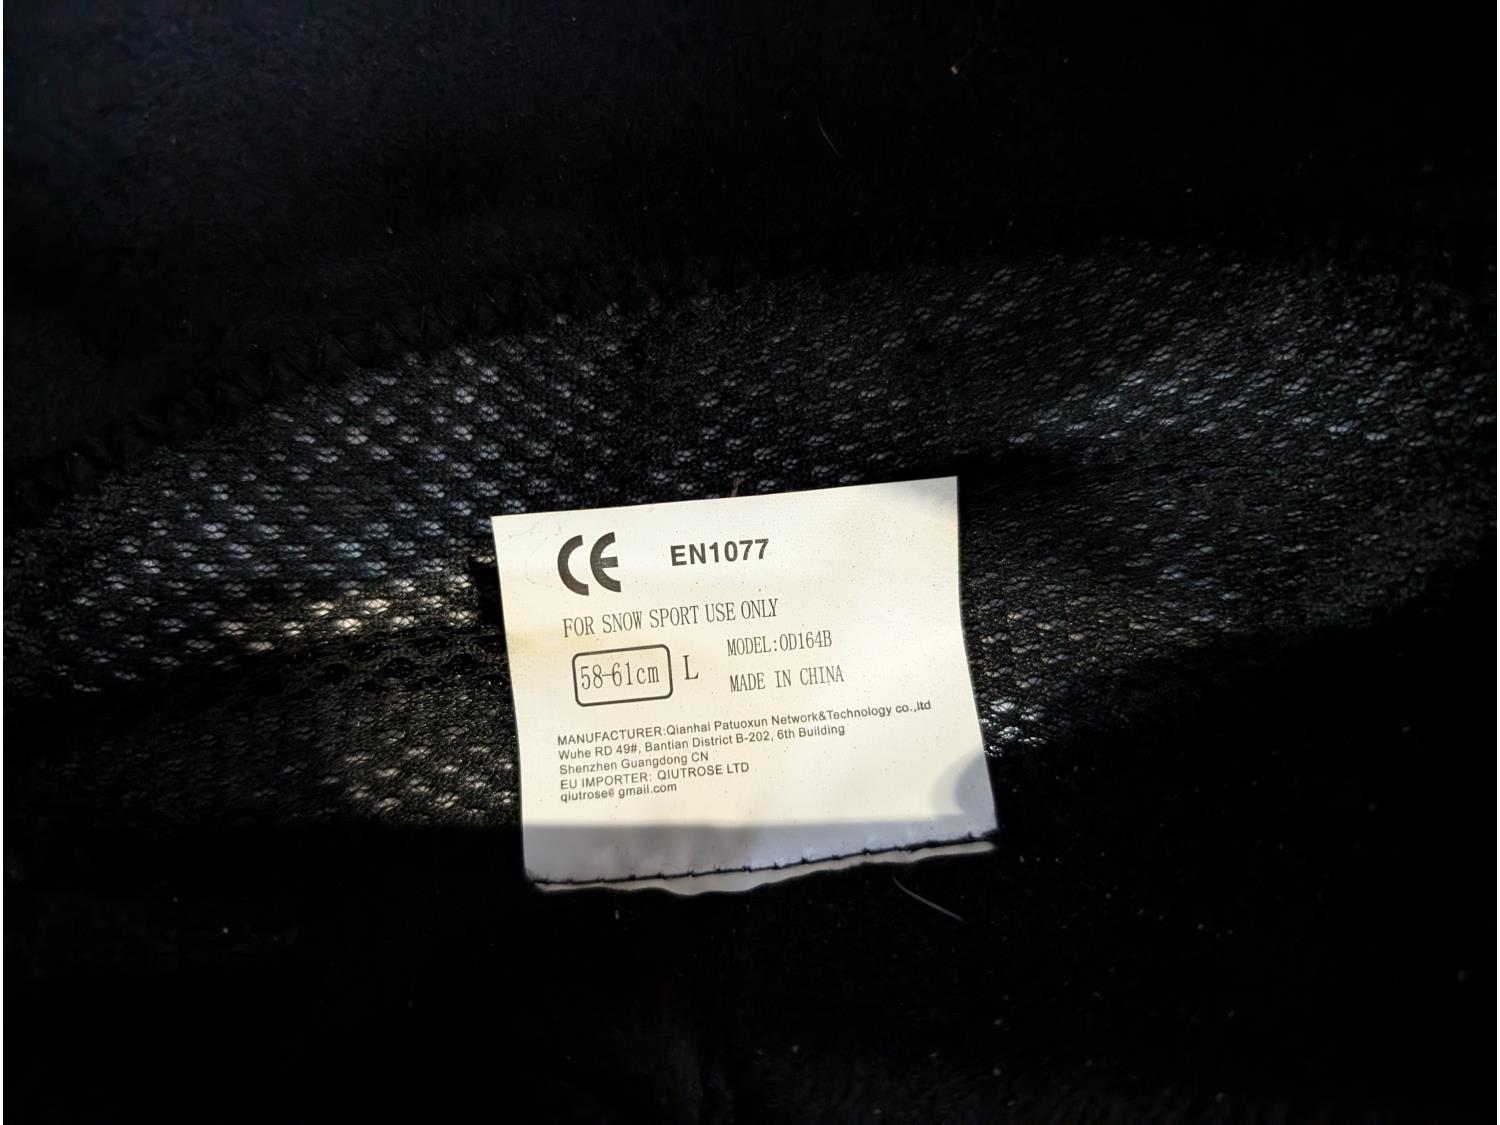 CE EN1077
FOR SNOW SPORT USE ONLY
58-61cm L MODEL:OD164B
MADE IN CHINA
MANUFACTURER:Qianhai Patuoxun Network&Technology co.,ltd
Wuhe RD 49#, Bantian District B-202, 6th Building
Shenzhen Guangdong CN
EU IMPORTER: QIUTROSE LTD
qiutrose@ gmail.com